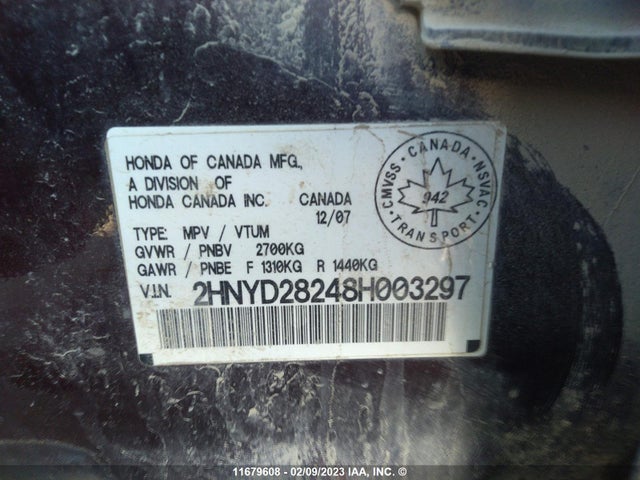 HONDA OF CANADA MFG.,
A DIVISION OF
HONDA CANADA INC. CANADA
12/07
TYPE: MPV / VTUM
GVWR / PNBV 2700KG
GAWR / PNBE F 1310KG R 1440KG
V.I.N. 2HNYD28248H003297
CMVSS · CANADA · NSVAC
942
· TRANSPORT ·
11679608 - 02/09/2023 IAA, INC. ©